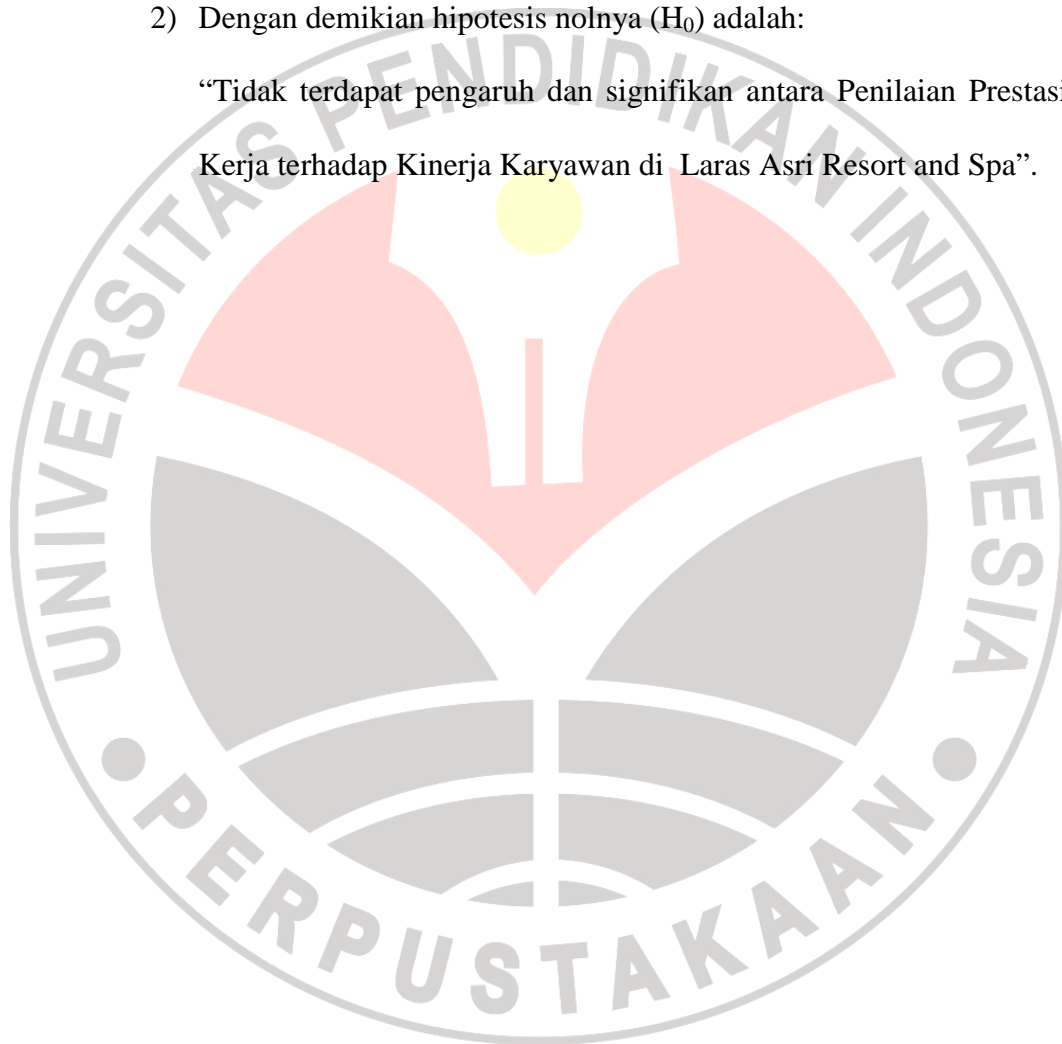 2) Dengan demikian hipotesis nolnya (H₀) adalah:
“Tidak terdapat pengaruh dan signifikan antara Penilaian Prestasi
Kerja terhadap Kinerja Karyawan di Laras Asri Resort and Spa”.
UNIVERSITAS PENDIDIKAN INDONESIA
PERPUSTAKAAN